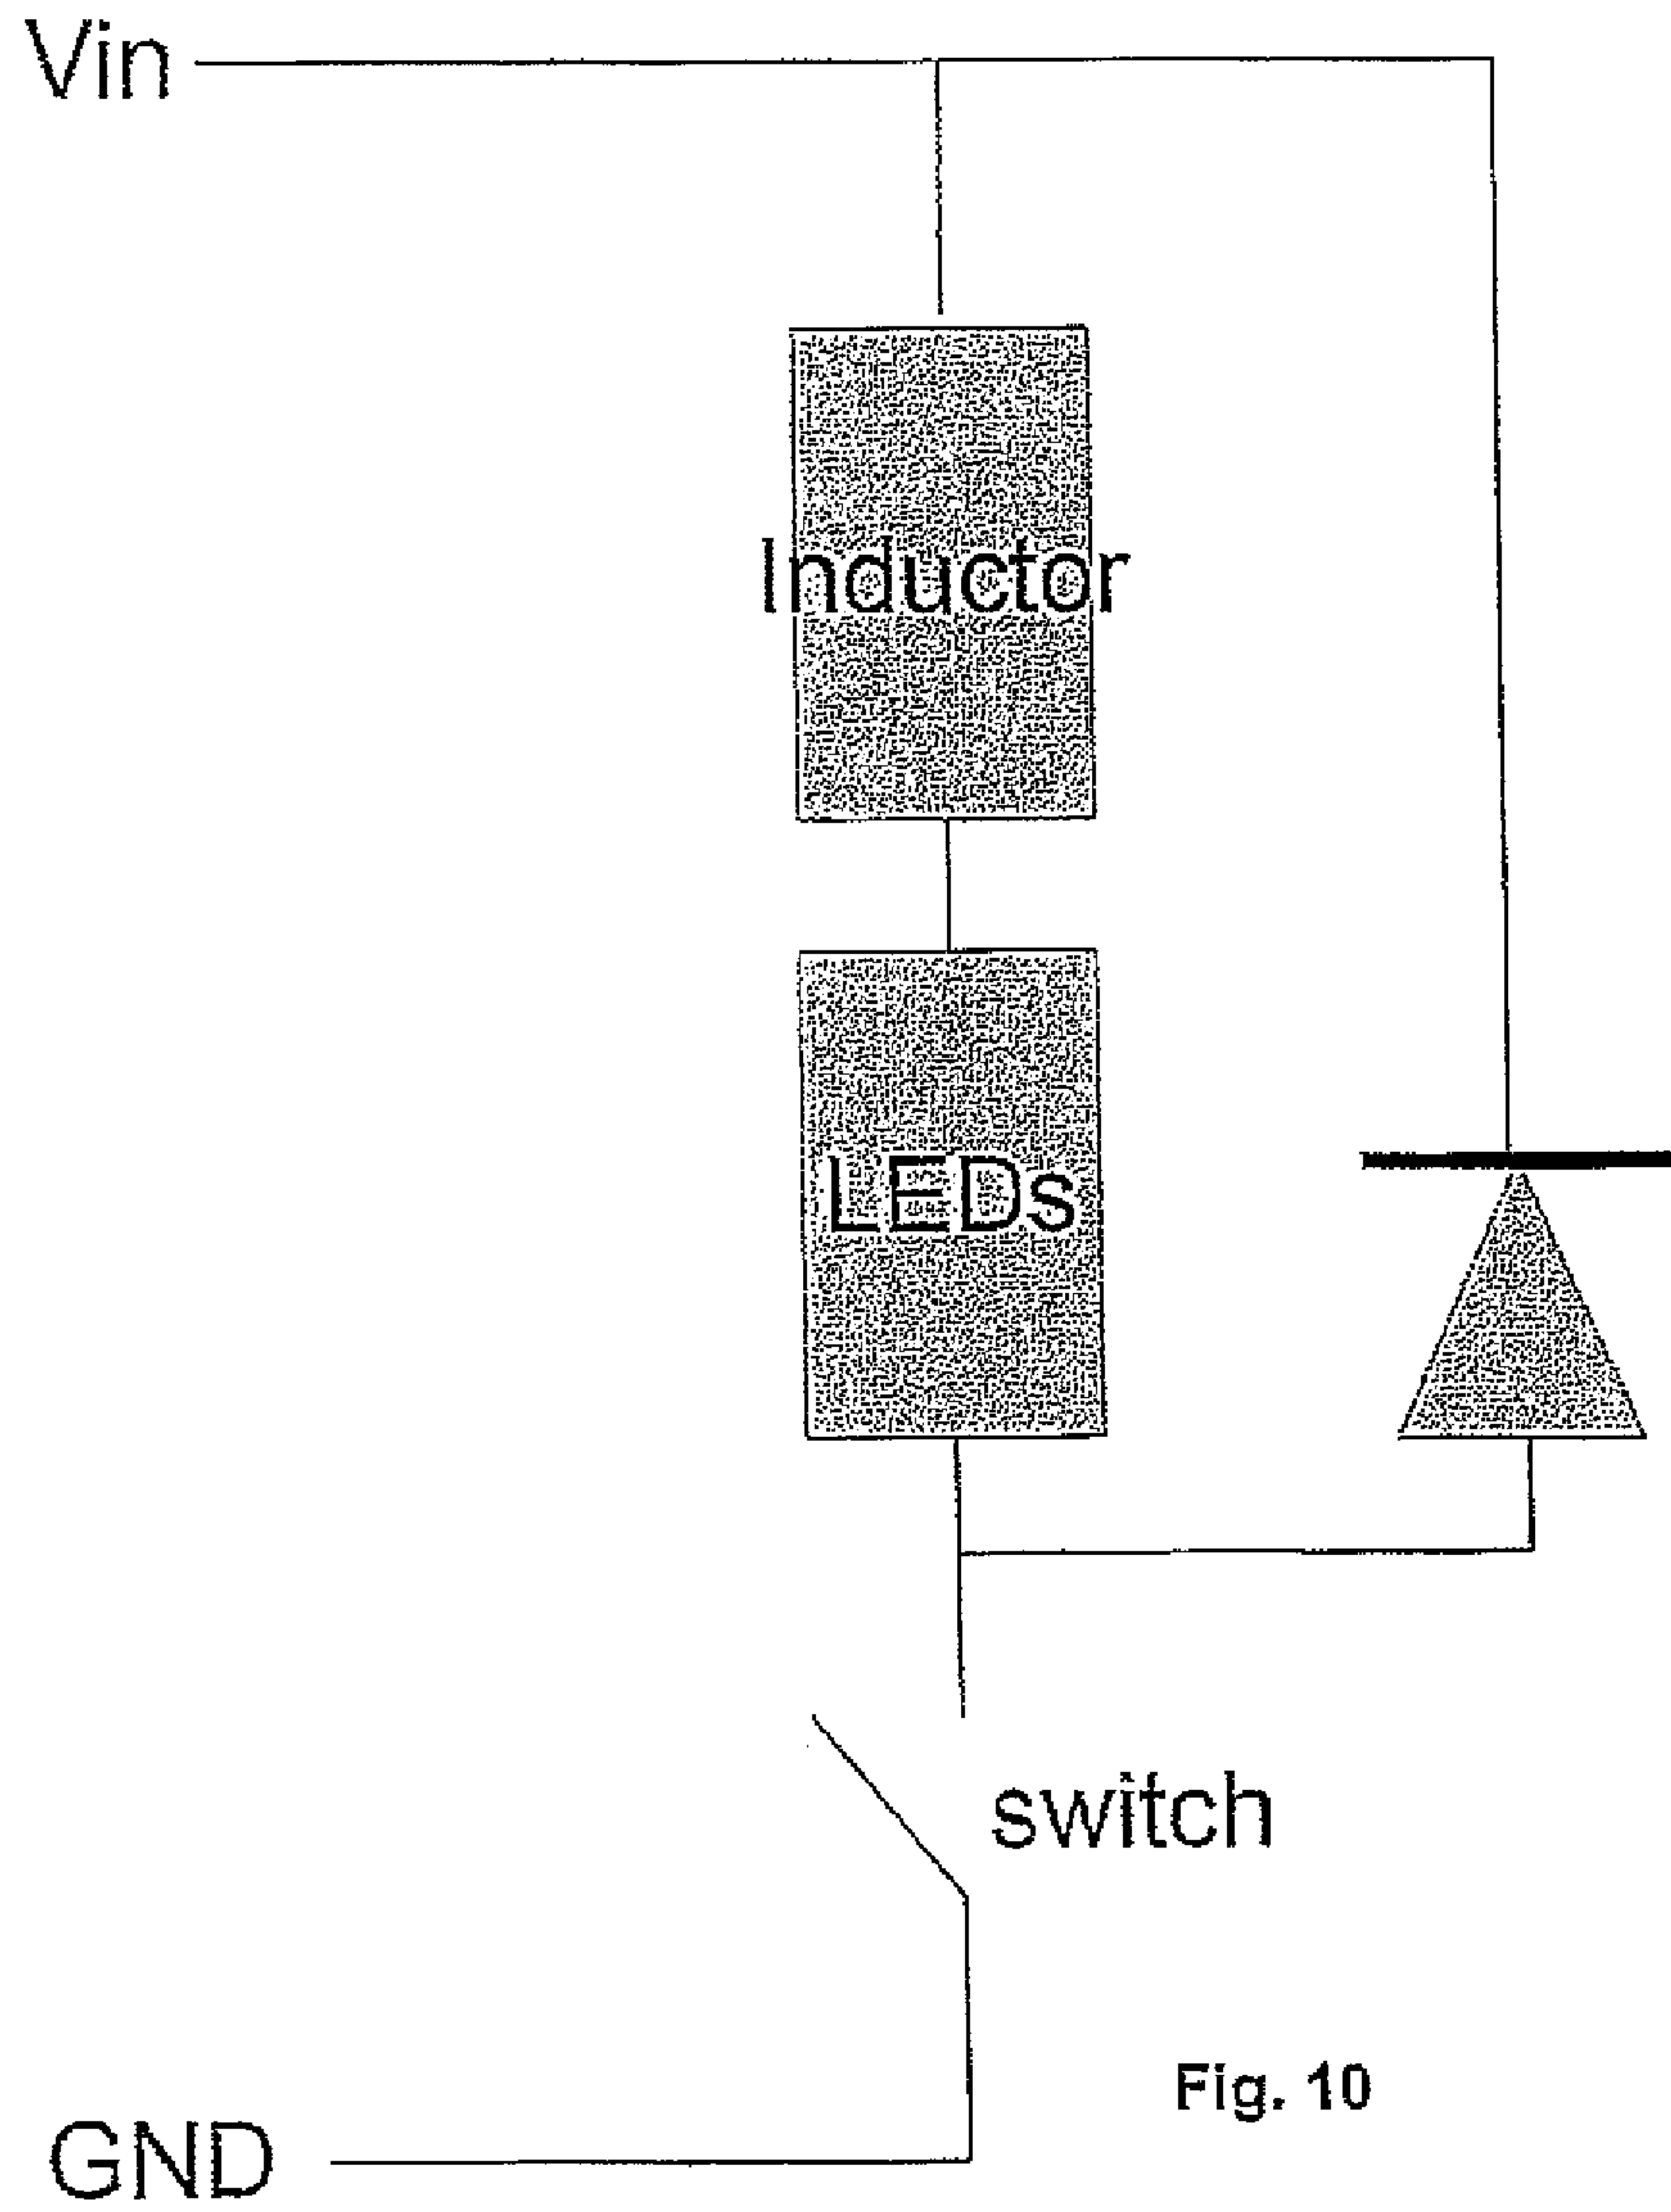 Vin
Inductor
LEDs
switch
Fig. 10
GND